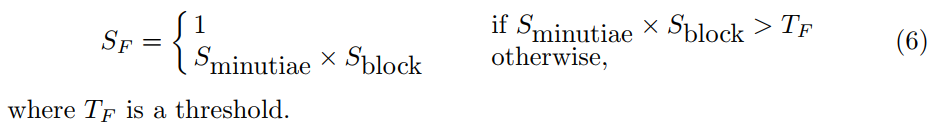 S_F = { 1 if S_minutiae × S_block > T_F
S_minutiae × S_block otherwise, (6)
where T_F is a threshold.